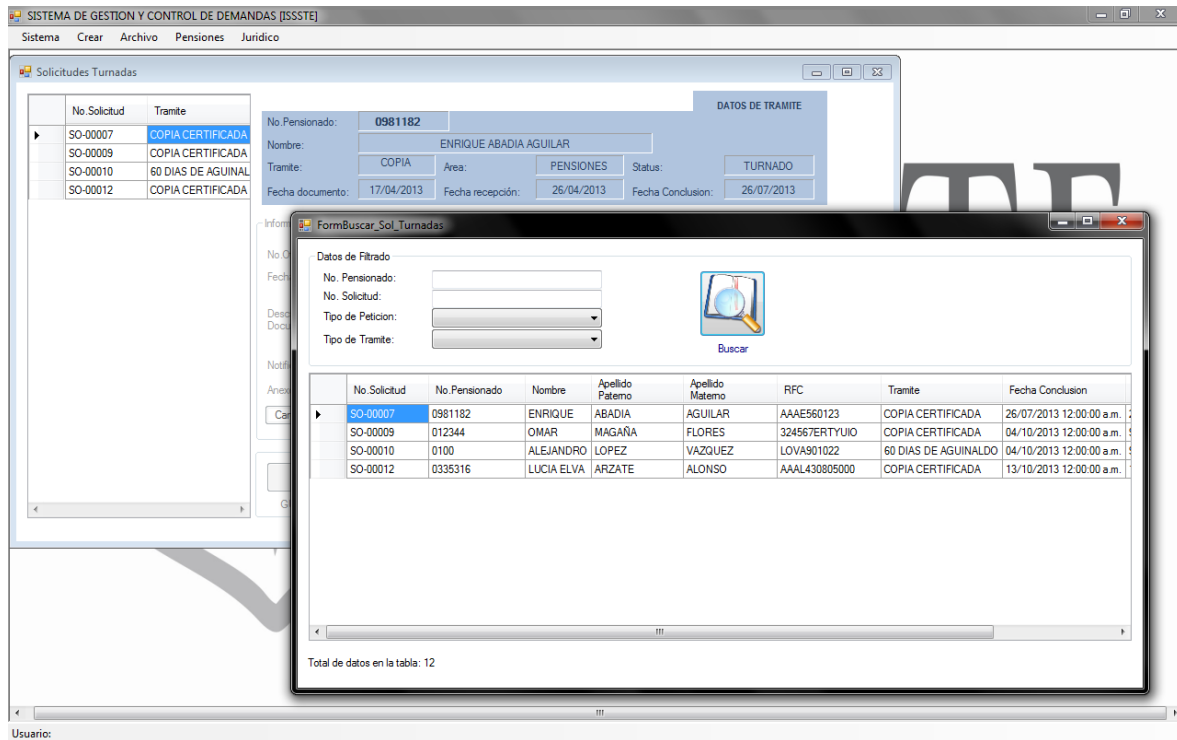 SISTEMA DE GESTION Y CONTROL DE DEMANDAS [ISSSTE]
Sistema Crear Archivo Pensiones Juridico
Solicitudes Turnadas
No.Solicitud Tramite
SO-00007 COPIA CERTIFICADA
SO-00009 COPIA CERTIFICADA
SO-00010 60 DIAS DE AGUINAL
SO-00012 COPIA CERTIFICADA
DATOS DE TRAMITE
No.Pensionado: 0981182
Nombre: ENRIQUE ABADIA AGUILAR
Tramite: COPIA Area: PENSIONES Status: TURNADO
Fecha documento: 17/04/2013 Fecha recepción: 26/04/2013 Fecha Conclusion: 26/07/2013
FormBuscar_Sol_Turnadas
Datos de Filtrado
No. Pensionado:
No. Solicitud:
Tipo de Peticion:
Tipo de Tramite:
Buscar
No.Solicitud No.Pensionado Nombre Apellido Paterno Apellido Materno RFC Tramite Fecha Conclusion
SO-00007 0981182 ENRIQUE ABADIA AGUILAR AAAE560123 COPIA CERTIFICADA 26/07/2013 12:00:00 a.m.
SO-00009 012344 OMAR MAGAÑA FLORES 324567ERTYUIO COPIA CERTIFICADA 04/10/2013 12:00:00 a.m.
SO-00010 0100 ALEJANDRO LOPEZ VAZQUEZ LOVA901022 60 DIAS DE AGUINALDO 04/10/2013 12:00:00 a.m.
SO-00012 0335316 LUCIA ELVA ARZATE ALONSO AAAL430805000 COPIA CERTIFICADA 13/10/2013 12:00:00 a.m.
Total de datos en la tabla: 12
Usuario: